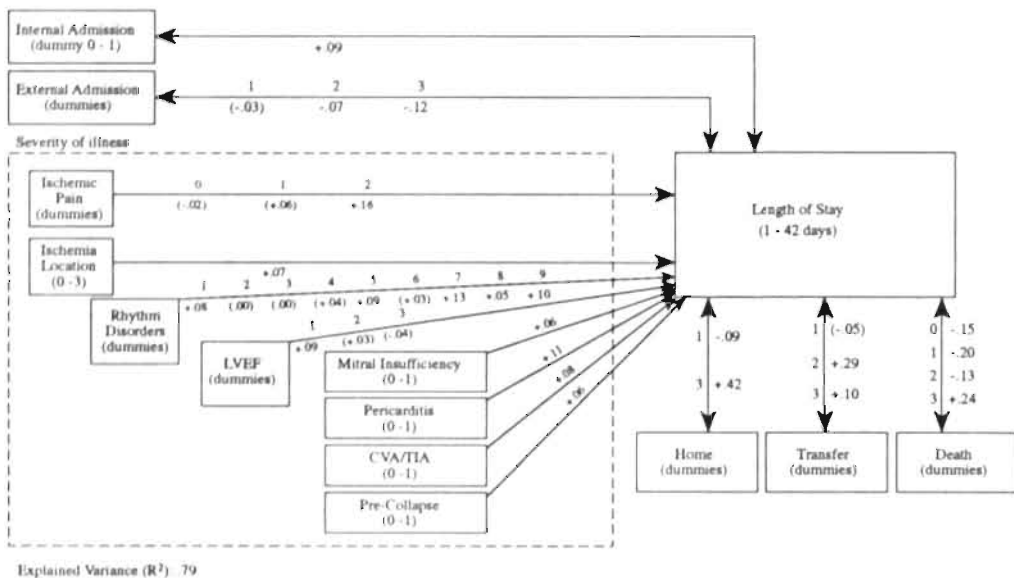 Internal Admission
(dummy 0 - 1)
+.09
External Admission
(dummies)
1 2 3
(-.03) -.07 -.12
Severity of illness
Ischemic
Pain
(dummies)
0 1 2
(-.02) (+.06) +.16
Length of Stay
(1 - 42 days)
Ischemia
Location
(0 - 3)
+.07
Rhythm
Disorders
(dummies)
1 2 3 4 5 6 7 8 9
+.08 (.00) (.00) (+.04) +.09 (+.03) +.13 +.05 +.10
LVEF
(dummies)
1 2 3
+.09 (+.03) (-.04)
Mitral Insufficiency
(0 -1)
+.06
Pericarditis
(0 -1)
+.11
CVA/TIA
(0 -1)
+.08
Pre-Collapse
(0 -1)
+.06
1 -.09
3 +.42
Home
(dummies)
1 (-.05)
2 +.29
3 +.10
Transfer
(dummies)
0 -.15
1 -.20
2 -.13
3 +.24
Death
(dummies)
Explained Variance (R²) .79